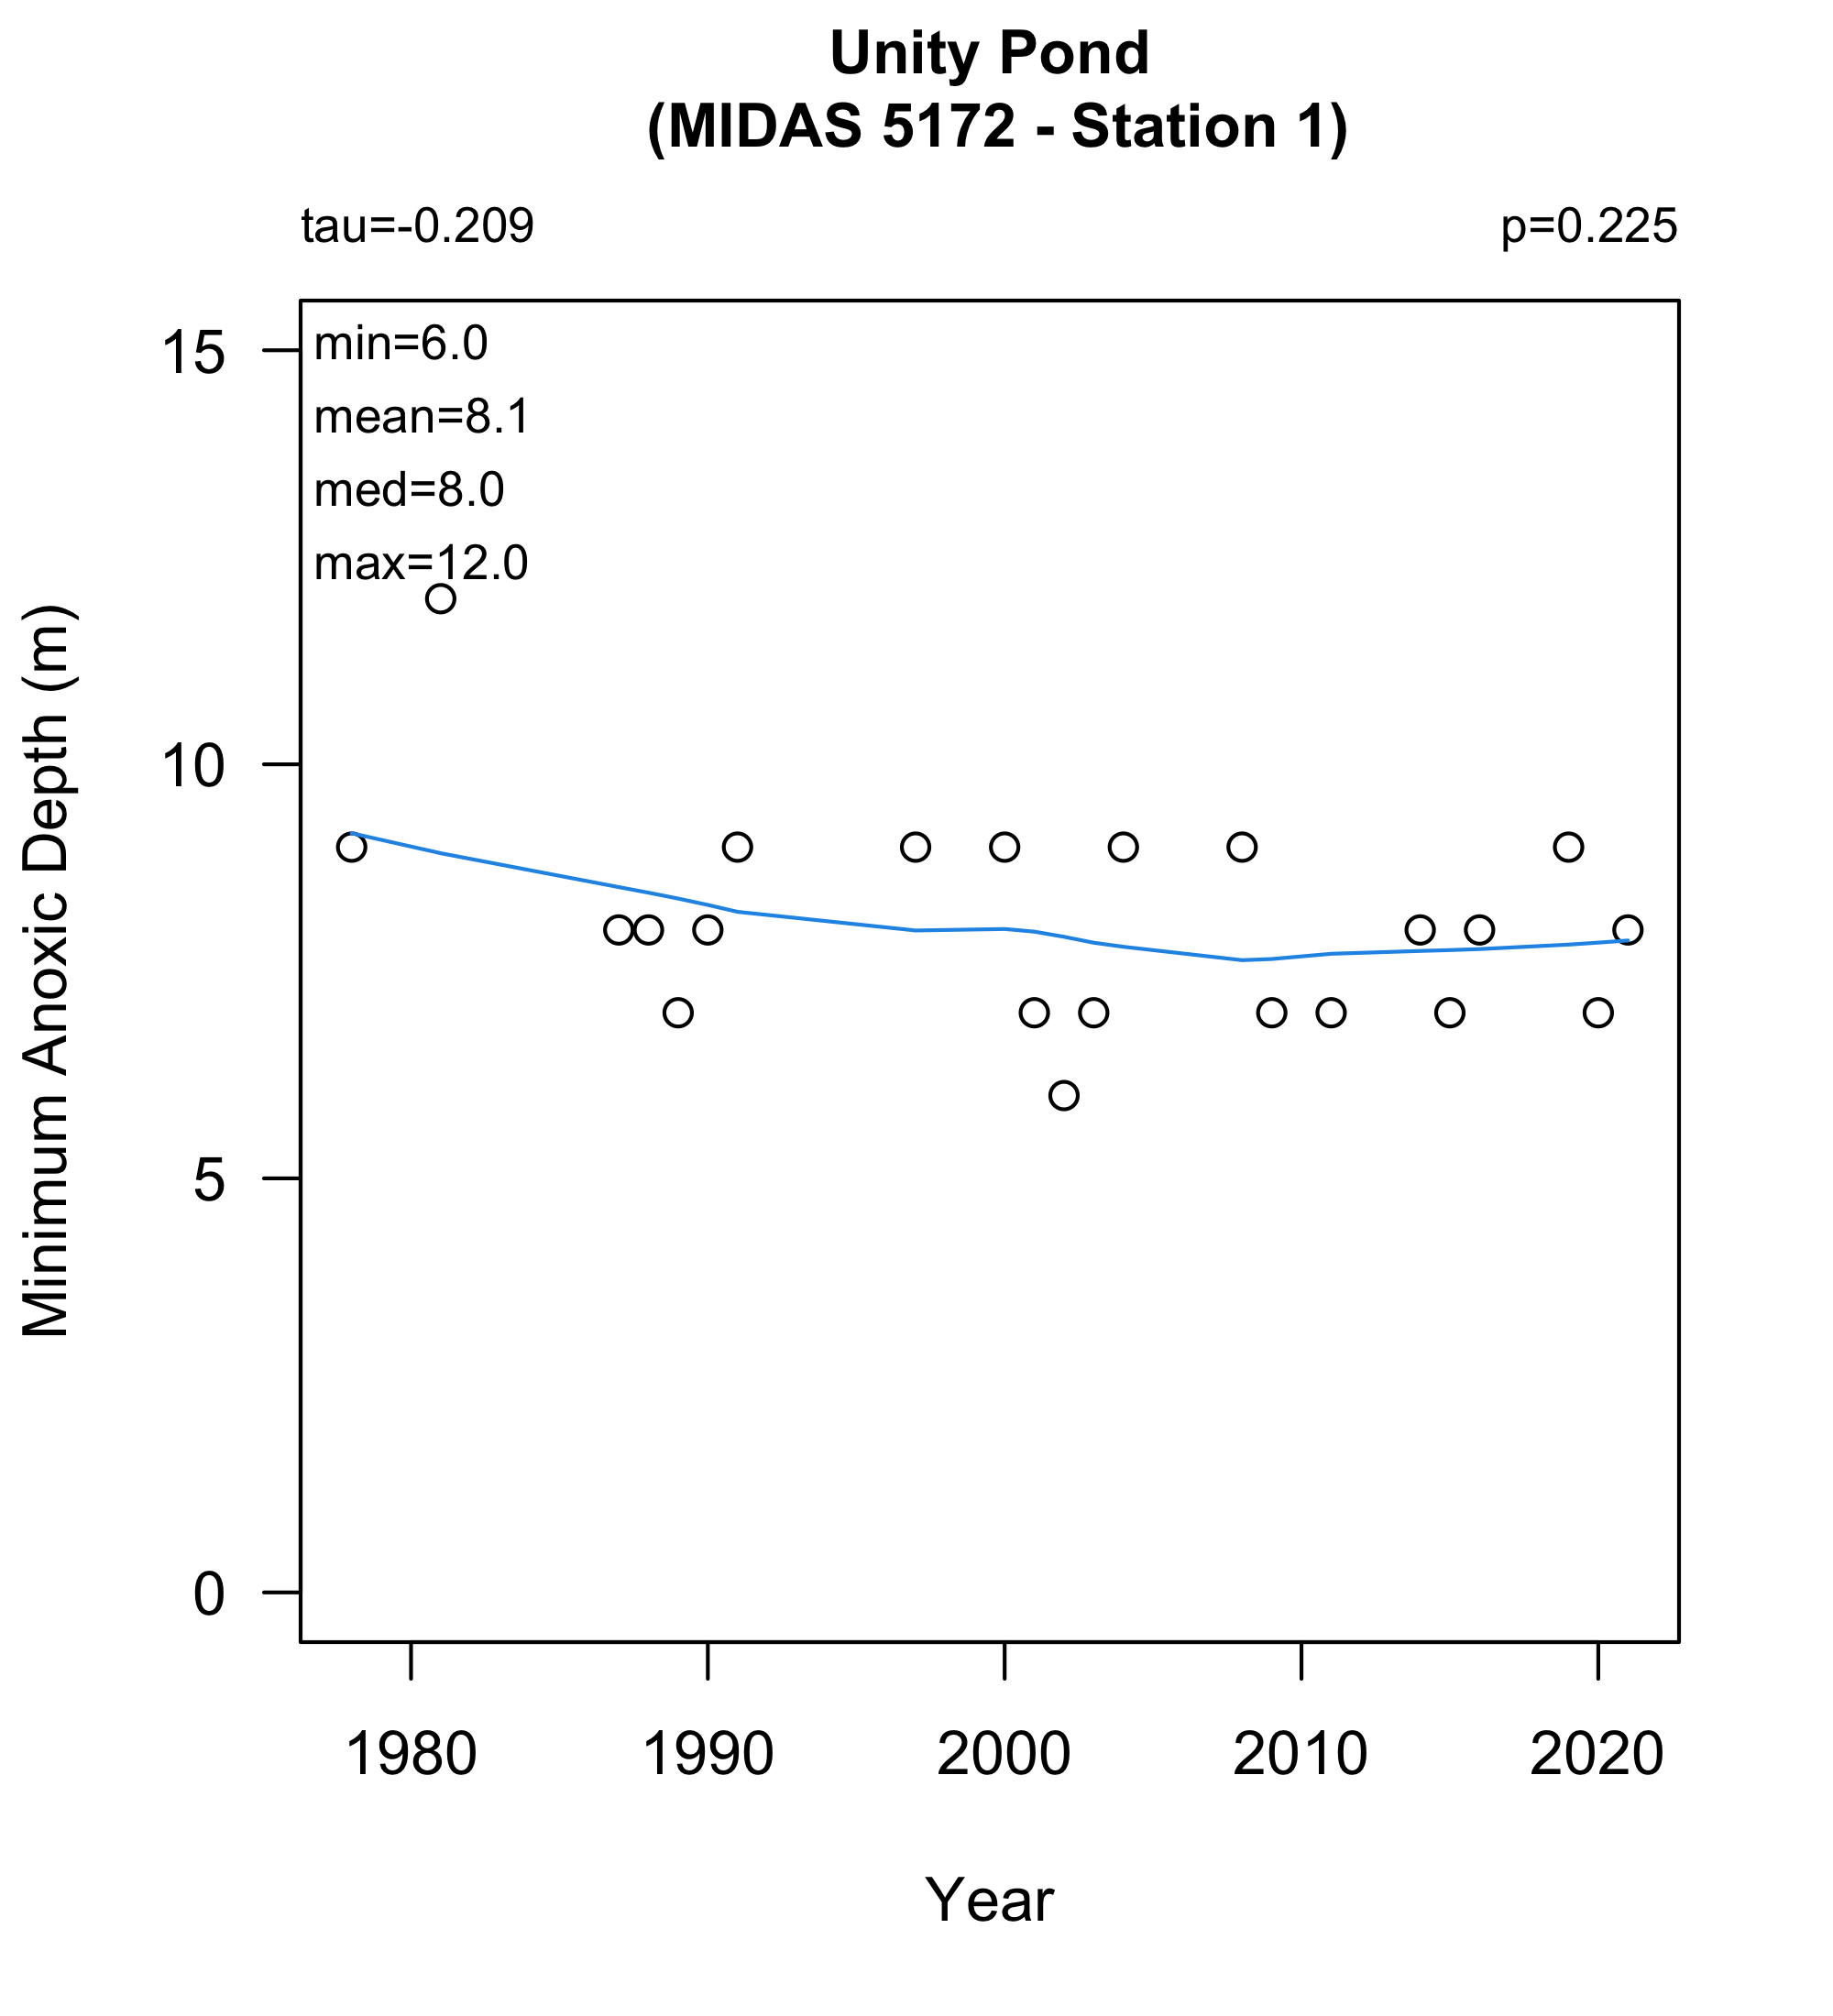 Unity Pond
(MIDAS 5172 - Station 1)
tau=-0.209
p=0.225
min=6.0
mean=8.1
med=8.0
max=12.0
Minimum Anoxic Depth (m)
15
10
5
0
1980
1990
2000
2010
2020
Year